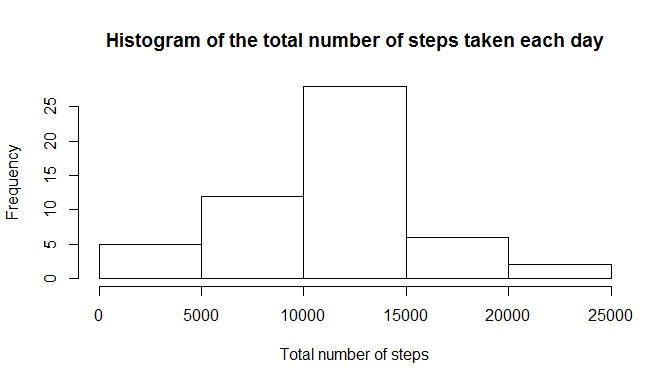 Histogram of the total number of steps taken each day
Frequency
25
20
15
10
5
0
0 5000 10000 15000 20000 25000
Total number of steps